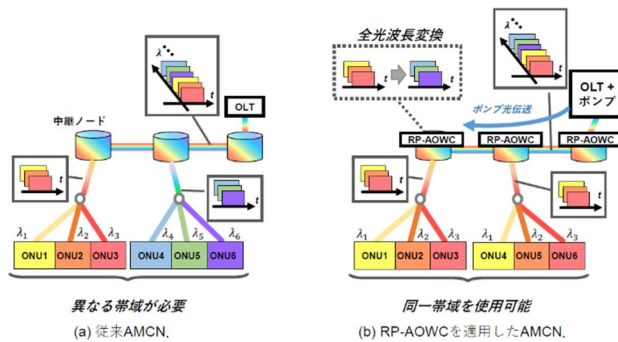 λ
t
OLT
中継ノード
t
t
λ1
λ2
λ3
λ4
λ5
λ6
ONU1
ONU2
ONU3
ONU4
ONU5
ONU6
異なる帯域が必要
(a) 従来AMCN.
全光波長変換
t
t
λ
t
OLT +
ポンプ
ポンプ光伝送
RP-AOWC
RP-AOWC
RP-AOWC
t
t
λ1
λ2
λ3
λ1
λ2
λ3
ONU1
ONU2
ONU3
ONU4
ONU5
ONU6
同一帯域を使用可能
(b) RP-AOWCを適用したAMCN.